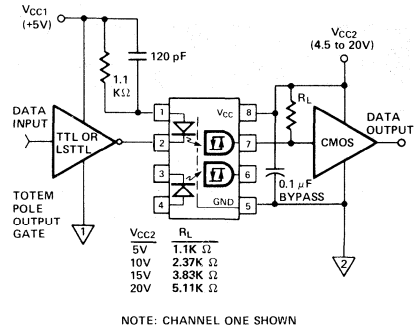 VCC1
(+5V)
120 pF
1.1
KΩ
VCC2
(4.5 to 20V)
DATA
INPUT
TTL OR
LSTTL
1
2
3
4
VCC
8
7
6
GND
5
RL
CMOS
DATA
OUTPUT
0.1 μF
BYPASS
TOTEM
POLE
OUTPUT
GATE
1
2
VCC2 RL
5V 1.1K Ω
10V 2.37K Ω
15V 3.83K Ω
20V 5.11K Ω
NOTE: CHANNEL ONE SHOWN